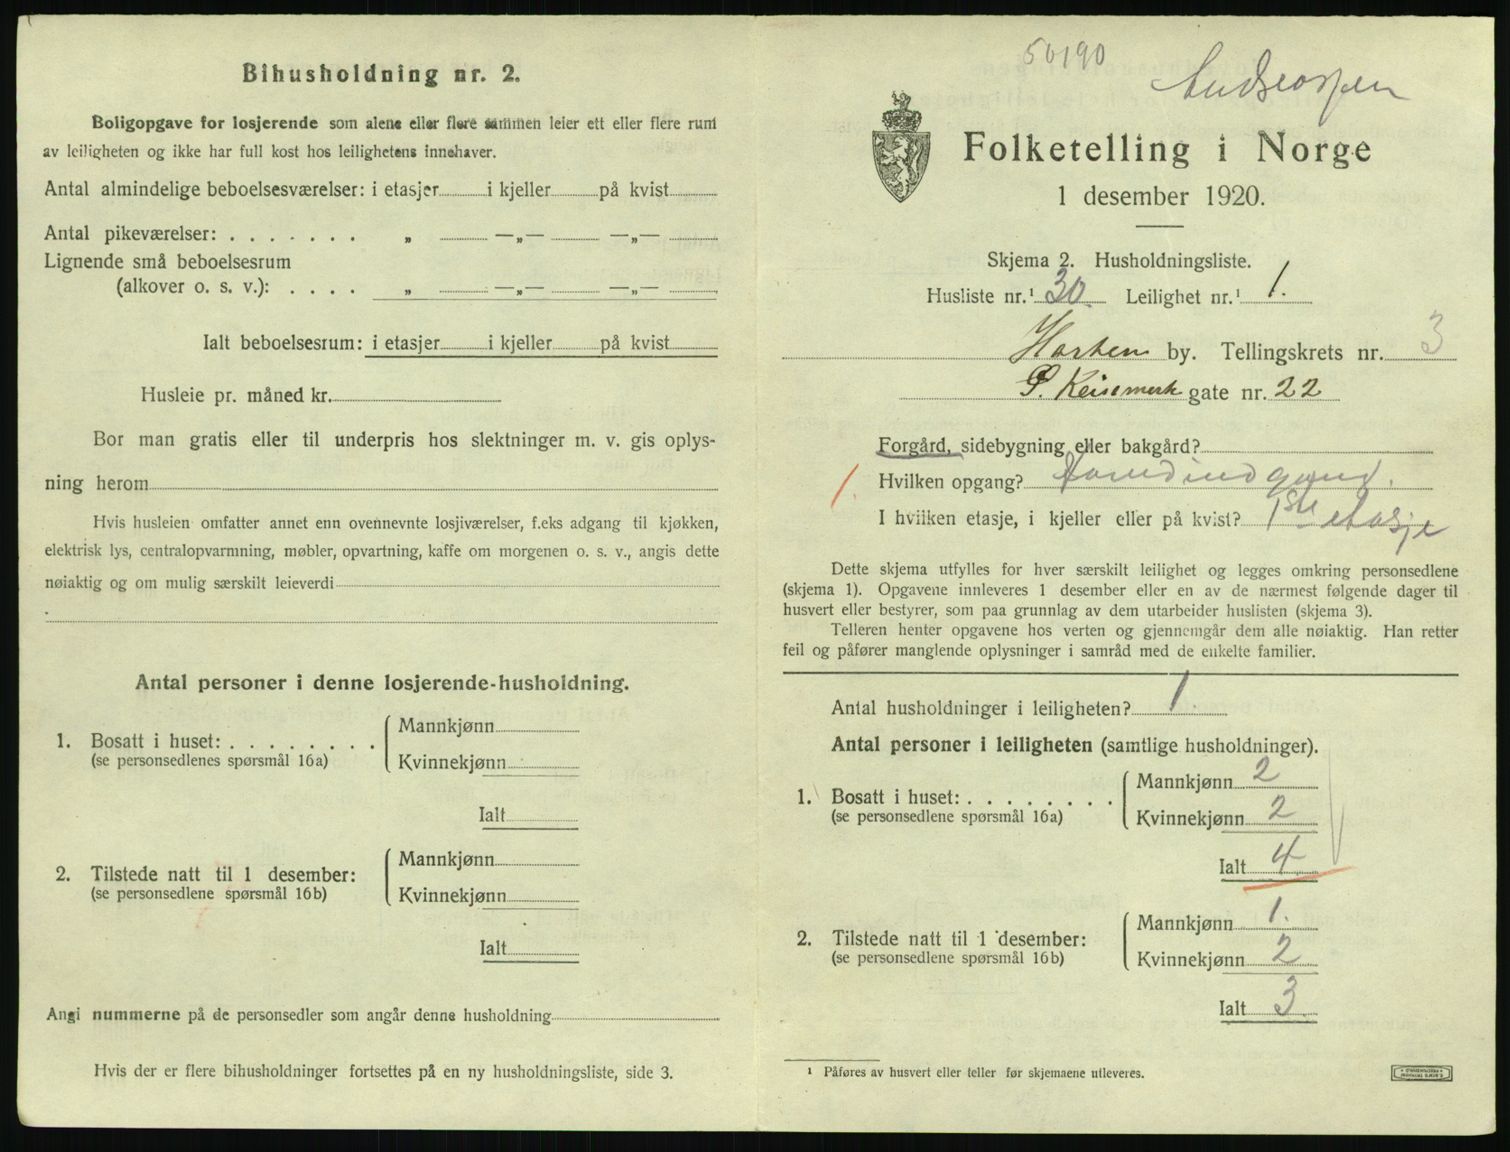 Bihusholdning nr. 2.
Boligopgave for losjerende som alene eller flere sammen leier ett eller flere rum
av leiligheten og ikke har full kost hos leilighetens innehaver.
Antal almindelige beboelsesværelser: i etasjer i kjeller på kvist
Antal pikeværelser: . . . . . . . „ —„— —„—
Lignende små beboelsesrum
(alkover o. s. v.): . . . . „ —„— —„—
Ialt beboelsesrum: i etasjer i kjeller på kvist
Husleie pr. måned kr.
Bor man gratis eller til underpris hos slektninger m. v. gis oplys-
ning herom
Hvis husleien omfatter annet enn ovennevnte losjiværelser, f.eks adgang til kjøkken,
elektrisk lys, centralopvarmning, møbler, opvartning, kaffe om morgenen o. s. v., angis dette
nøiaktig og om mulig særskilt leieverdi
Antal personer i denne losjerende-husholdning.
1. Bosatt i huset: . . . . . . . . Mannkjønn
(se personsedlenes spørsmål 16a) Kvinnekjønn
Ialt
2. Tilstede natt til 1 desember: Mannkjønn
(se personsedlene spørsmål 16b) Kvinnekjønn
Ialt
Angi nummerne på de personsedler som angår denne husholdning
Hvis der er flere bihusholdninger fortsettes på en ny husholdningsliste, side 3.
50190
Andreassen
Folketelling i Norge
1 desember 1920.
Skjema 2. Husholdningsliste.
Husliste nr.¹ 30. Leilighet nr.¹ 1.
Horten by. Tellingskrets nr. 3
P. Keisemerk gate nr. 22
Forgård, sidebygning eller bakgård?
1. Hvilken opgang?
I hvilken etasje, i kjeller eller på kvist? 1ste etasje
Dette skjema utfylles for hver særskilt leilighet og legges omkring personsedlene
(skjema 1). Opgavene innleveres 1 desember eller en av de nærmest følgende dager til
husvert eller bestyrer, som paa grunnlag av dem utarbeider huslisten (skjema 3).
Telleren henter opgavene hos verten og gjennemgår dem alle nøiaktig. Han retter
feil og påfører manglende oplysninger i samråd med de enkelte familier.
Antal husholdninger i leiligheten? 1.
Antal personer i leiligheten (samtlige husholdninger).
1. Bosatt i huset: . . . . . . . . Mannkjønn 2
(se personsedlene spørsmål 16a) Kvinnekjønn 2
Ialt 4
2. Tilstede natt til 1 desember: Mannkjønn 1.
(se personsedlene spørsmål 16b) Kvinnekjønn 2
Ialt 3
¹ Påføres av husvert eller teller før skjemaene utleveres.